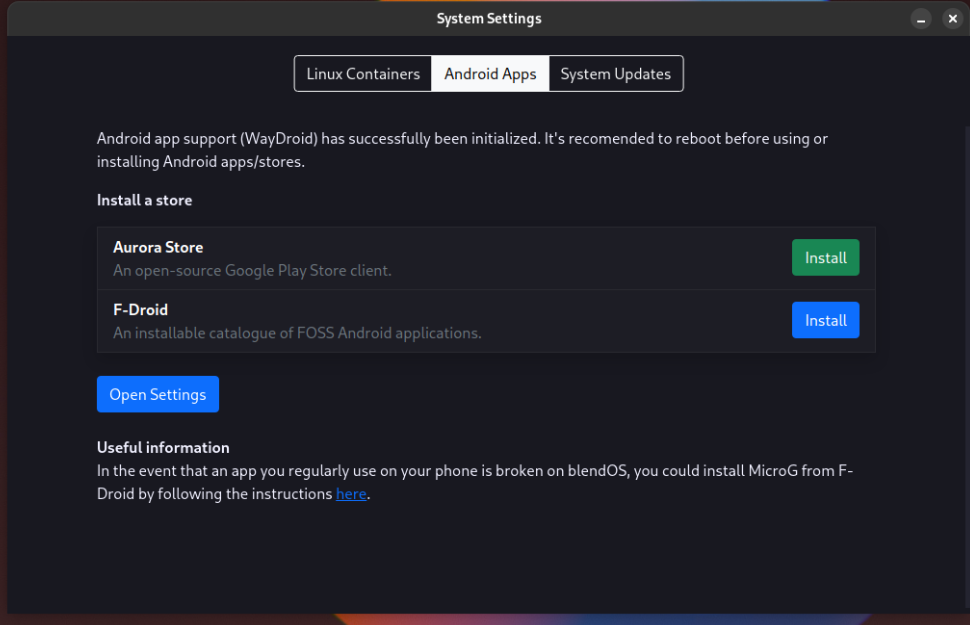 System Settings
Linux Containers
Android Apps
System Updates
Android app support (WayDroid) has successfully been initialized. It's recomended to reboot before using or
installing Android apps/stores.
Install a store
Aurora Store
An open-source Google Play Store client.
Install
F-Droid
An installable catalogue of FOSS Android applications.
Install
Open Settings
Useful information
In the event that an app you regularly use on your phone is broken on blendOS, you could install MicroG from F-
Droid by following the instructions here.